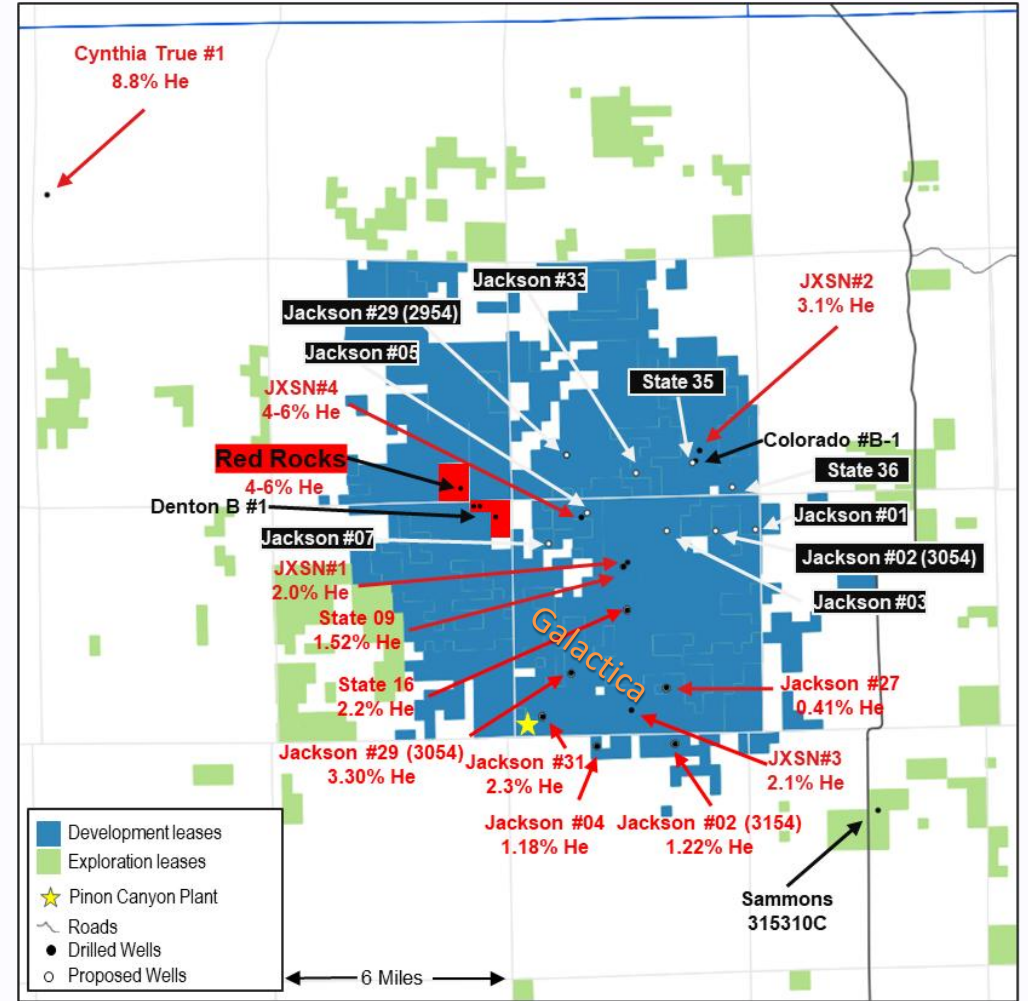 Cynthia True #1
8.8% He
Jackson #33
JXSN#2
3.1% He
Jackson #29 (2954)
Jackson #05
State 35
JXSN#4
4-6% He
Colorado #B-1
Red Rocks
4-6% He
State 36
Denton B #1
Jackson #01
Jackson #07
Jackson #02 (3054)
JXSN#1
2.0% He
Jackson #03
State 09
1.52% He
Galactica
State 16
2.2% He
Jackson #27
0.41% He
Jackson #29 (3054)
3.30% He
Jackson #31
2.3% He
JXSN#3
2.1% He
Jackson #04
1.18% He
Jackson #02 (3154)
1.22% He
Sammons
315310C
Development leases
Exploration leases
Pinon Canyon Plant
Roads
Drilled Wells
Proposed Wells
6 Miles